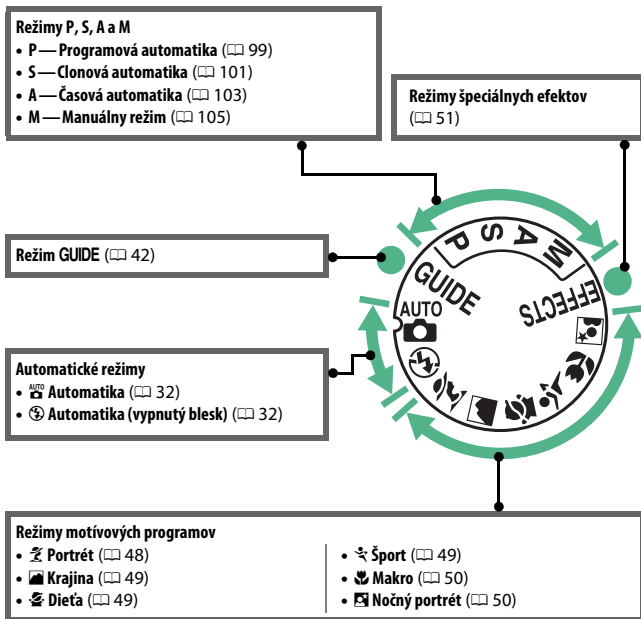 Režimy P, S, A a M
• P — Programová automatika (99)
• S — Clonová automatika (101)
• A — Časová automatika (103)
• M — Manuálny režim (105)
Režimy špeciálnych efektov
(51)
Režim GUIDE (42)
P S A M
GUIDE
EFFECTS
AUTO
Automatické režimy
• AUTO Automatika (32)
• Automatika (vypnutý blesk) (32)
Režimy motívových programov
• Portrét (48)
• Krajina (49)
• Dieťa (49)
• Šport (49)
• Makro (50)
• Nočný portrét (50)